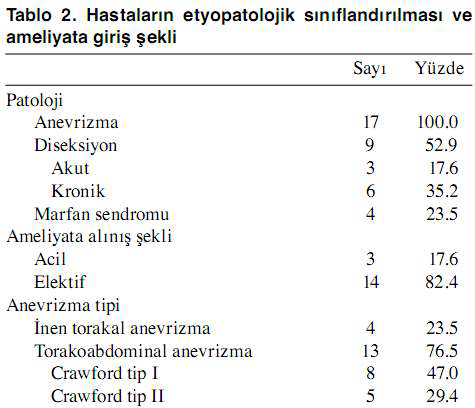 Tablo 2. Hastaların etyopatolojik sınıflandırılması ve
ameliyata giriş şekli
Sayı Yüzde
Patoloji
Anevrizma 17 100.0
Diseksiyon 9 52.9
Akut 3 17.6
Kronik 6 35.2
Marfan sendromu 4 23.5
Ameliyata alınış şekli
Acil 3 17.6
Elektif 14 82.4
Anevrizma tipi
İnen torakal anevrizma 4 23.5
Torakoabdominal anevrizma 13 76.5
Crawford tip I 8 47.0
Crawford tip II 5 29.4